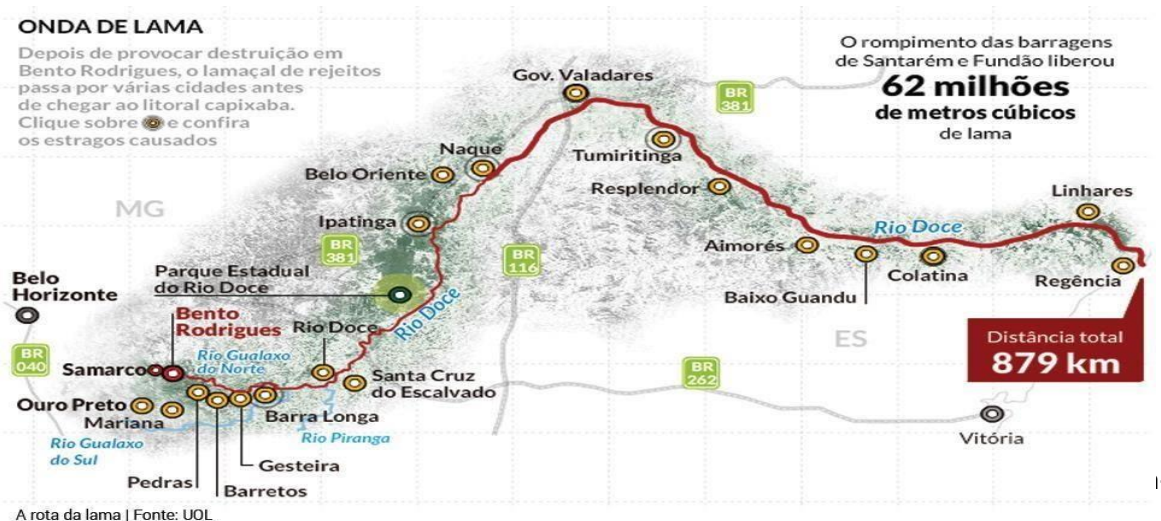 ONDA DE LAMA
Depois de provocar destruição em
Bento Rodrigues, o lamaçal de rejeitos
passa por várias cidades antes
de chegar ao litoral capixaba.
Clique sobre e confira
os estragos causados
O rompimento das barragens
de Santarém e Fundão liberou
62 milhões
de metros cúbicos
de lama
Gov. Valadares
BR
381
Naque
Tumiritinga
Belo Oriente
Resplendor
Linhares
MG
Ipatinga
Rio Doce
BR
381
Aimorés
BR
116
Colatina
Regência
Parque Estadual
do Rio Doce
Belo
Horizonte
Baixo Guandu
Bento
Rodrigues
Rio Doce
Rio Doce
ES
Distância total
879 km
BR
040
Rio Gualaxo
do Norte
Samarco
BR
262
Santa Cruz
do Escalvado
Ouro Preto
Mariana
Barra Longa
Vitória
Rio Gualaxo
do Sul
Rio Piranga
Gesteira
Pedras
Barretos
A rota da lama | Fonte: UOL